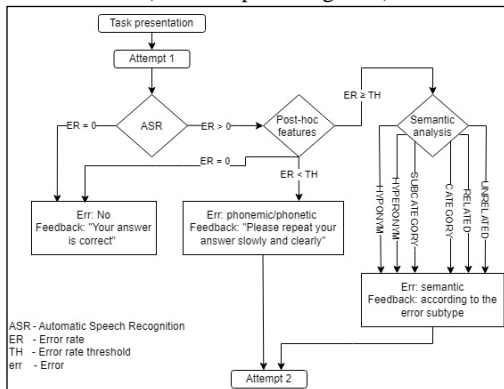 Task presentation
Attempt 1
ASR
ER = 0
ER > 0
Post-hoc
features
ER ≥ TH
Semantic
analysis
ER = 0
ER < TH
HYPONYM
HYPERONYM
SUBCATEGORY
CATEGORY
RELATED
UNRELATED
Err: No
Feedback: "Your answer
is correct"
Err: phonemic/phonetic
Feedback: "Please repeat your
answer slowly and clearly"
Err: semantic
Feedback: according to the
error subtype
ASR - Automatic Speech Recognition
ER - Error rate
TH - Error rate threshold
err - Error
Attempt 2